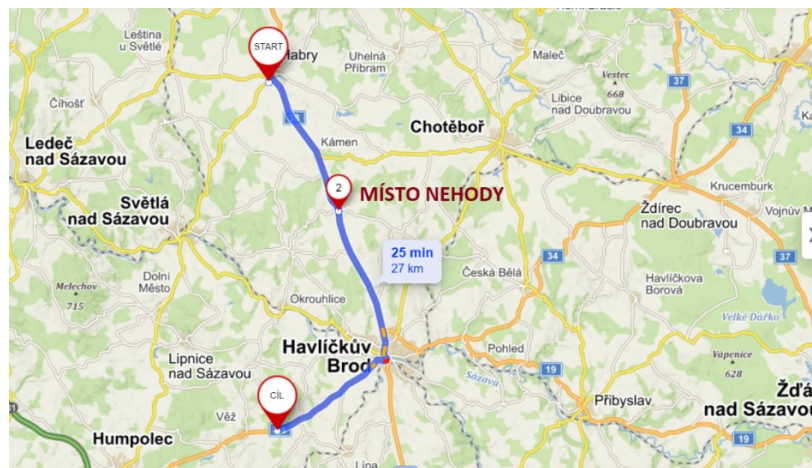 Leština
u Světlé
START
Habry
Uhelná
Příbram
Maleč
Vestec
668
37
Číhošť
Libice
nad Doubravou
34
Ledeč
nad Sázavou
Kámen
Chotěboř
2
MÍSTO NEHODY
Krucemburk
Světlá
nad Sázavou
Ždírec
nad Doubravou
Vojnův M
25 min
27 km
34
37
Melechov
715
Dolní
Město
Česká Bělá
Havlíčkova
Borová
Okrouhlice
Velké Dářko
Havlíčkův
Brod
Pohled
Lipnice
nad Sázavou
Sázava
19
Vápenice
628
CÍL
Věž
Přibyslav
Žďá
nad Sázavou
Humpolec
19
Lípa